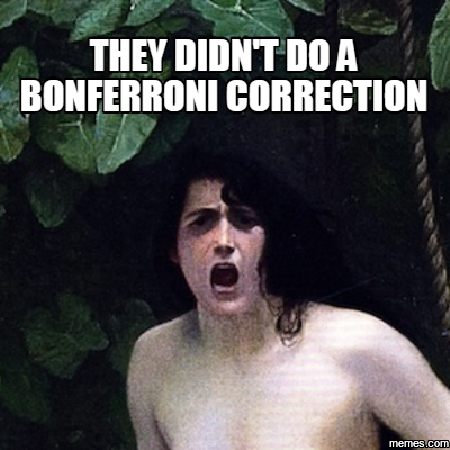 THEY DIDN'T DO A
BONFERRONI CORRECTION
memes.com